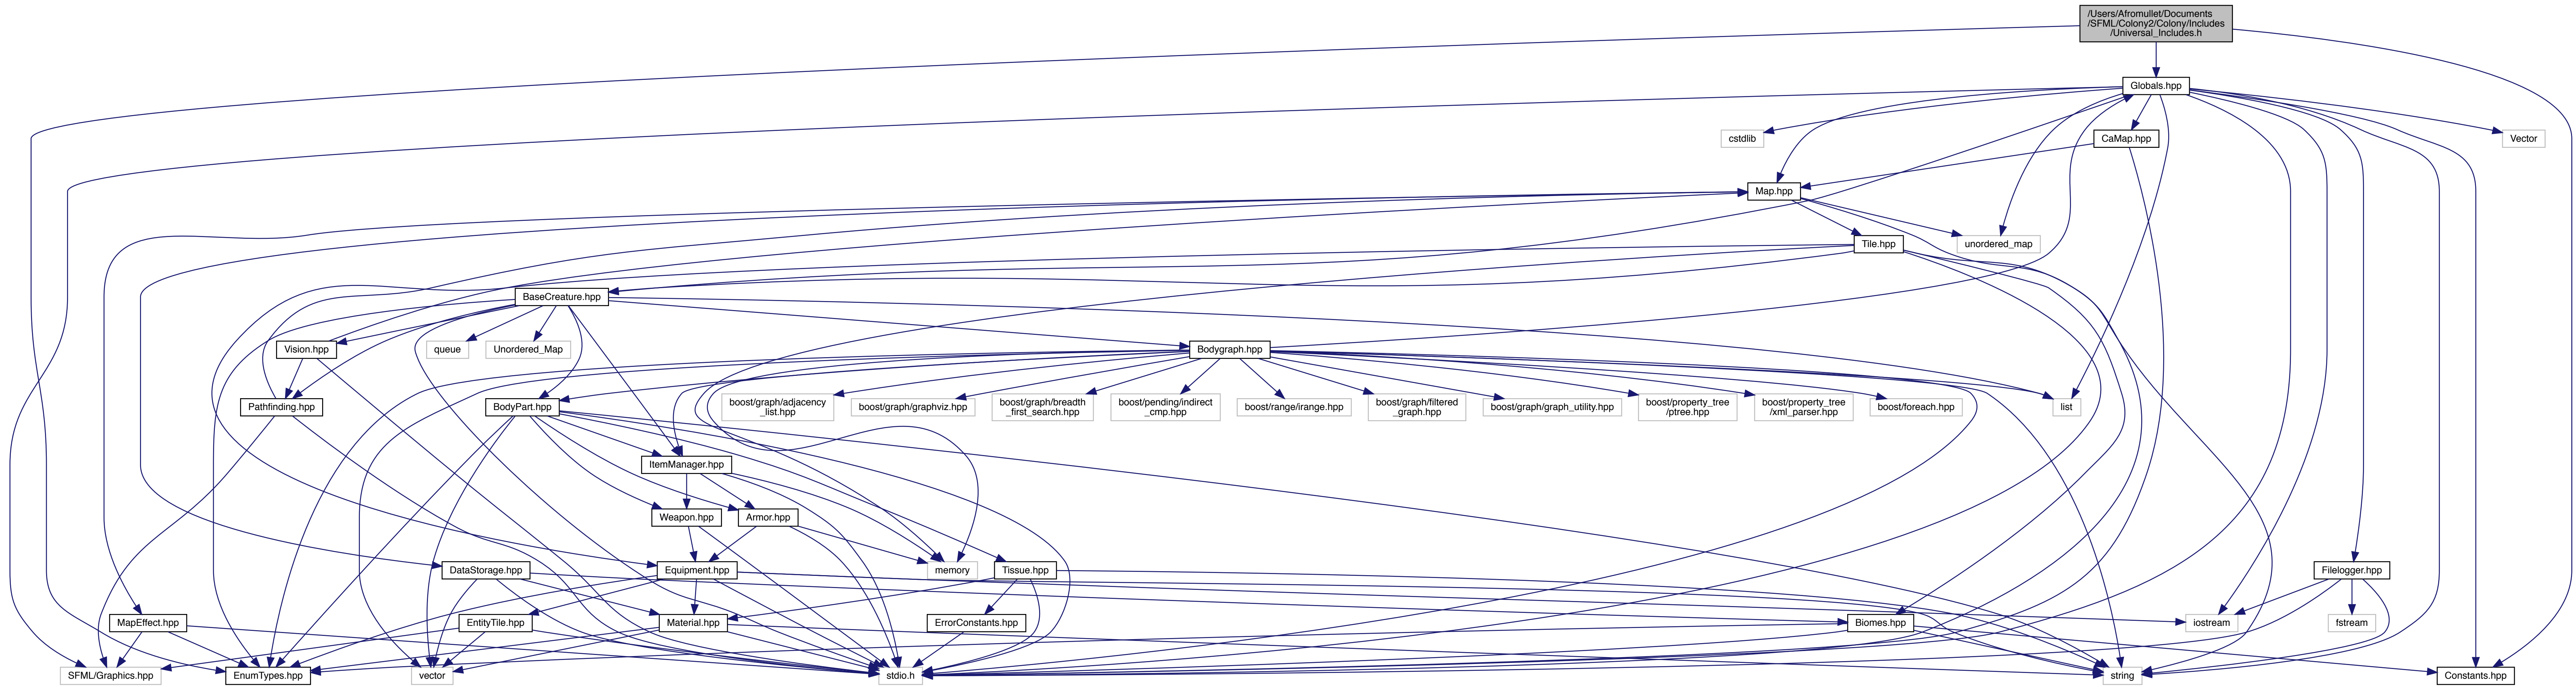 /Users/Afromullet/Documents
/SFML/Colony2/Colony/Includes
/Universal_Includes.h
Globals.hpp
cstdlib
CaMap.hpp
Vector
Map.hpp
Tile.hpp
unordered_map
BaseCreature.hpp
Vision.hpp
queue
Unordered_Map
Bodygraph.hpp
Pathfinding.hpp
BodyPart.hpp
boost/graph/adjacency
_list.hpp
boost/graph/graphviz.hpp
boost/graph/breadth
_first_search.hpp
boost/pending/indirect
_cmp.hpp
boost/range/irange.hpp
boost/graph/filtered
_graph.hpp
boost/graph/graph_utility.hpp
boost/property_tree
/ptree.hpp
boost/property_tree
/xml_parser.hpp
boost/foreach.hpp
list
ItemManager.hpp
Weapon.hpp
Armor.hpp
DataStorage.hpp
Equipment.hpp
memory
Tissue.hpp
Filelogger.hpp
MapEffect.hpp
EntityTile.hpp
Material.hpp
ErrorConstants.hpp
Biomes.hpp
iostream
fstream
SFML/Graphics.hpp
EnumTypes.hpp
vector
stdio.h
string
Constants.hpp